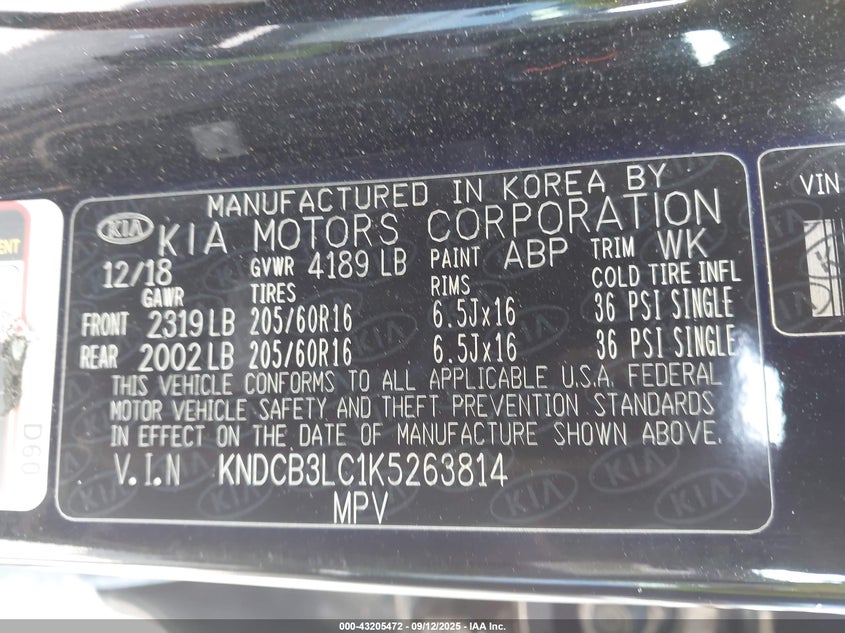 MANUFACTURED IN KOREA BY
KIA KIA MOTORS CORPORATION
12/18 GVWR 4189 LB PAINT ABP TRIM WK
GAWR TIRES RIMS COLD TIRE INFL
FRONT 2319 LB 205/60R16 6.5Jx16 36 PSI SINGLE
REAR 2002 LB 205/60R16 6.5Jx16 36 PSI SINGLE
THIS VEHICLE CONFORMS TO ALL APPLICABLE U.S.A. FEDERAL
MOTOR VEHICLE SAFETY AND THEFT PREVENTION STANDARDS
IN EFFECT ON THE DATE OF MANUFACTURE SHOWN ABOVE.
V.I.N KNDCB3LC1K5263814
MPV
VIN
D60
000-43205472 - 09/12/2025 - IAA Inc.